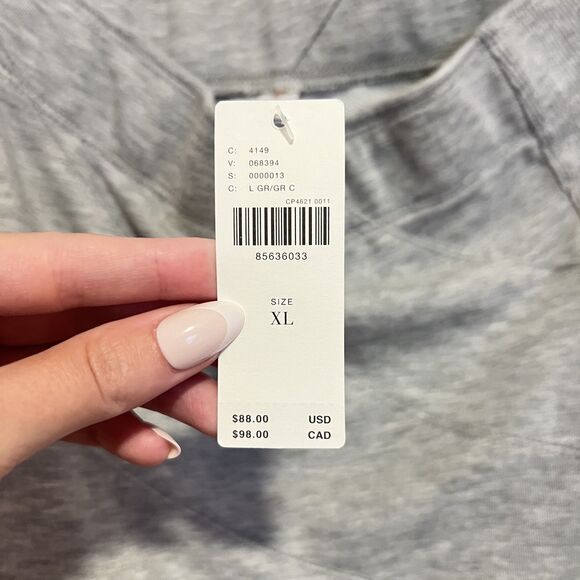 C: 4149
V: 068394
S: 0000013
C: L GR/GR C
CP4621 0011
85636033
SIZE
XL
$88.00 USD
$98.00 CAD